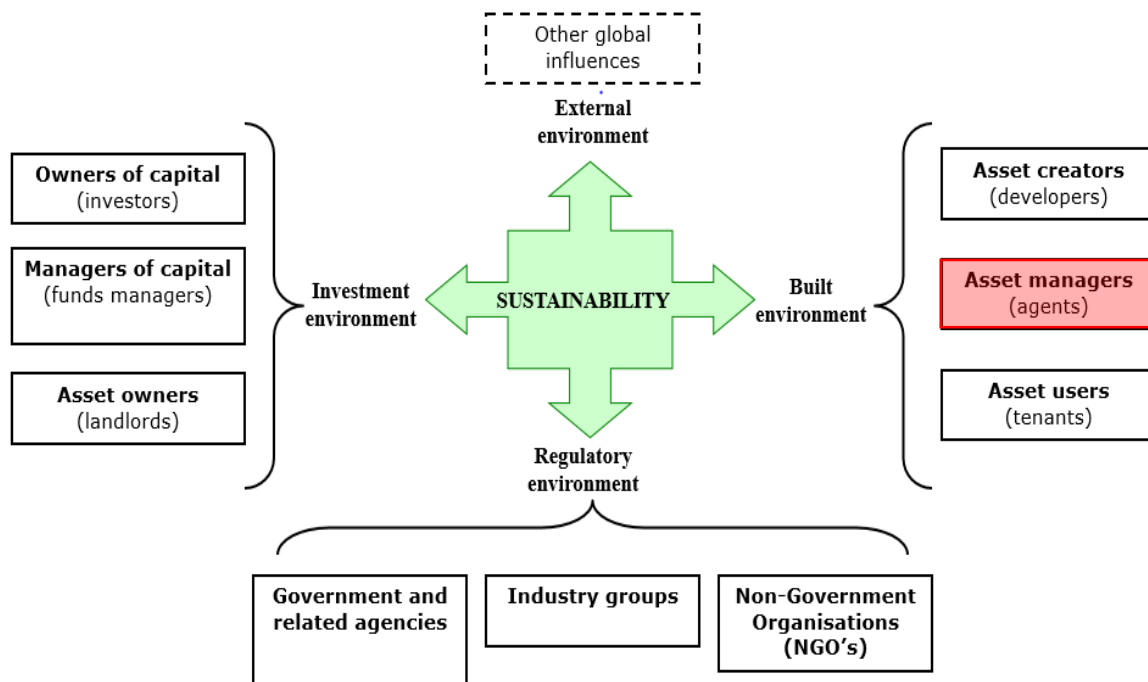 Other global
influences
External
environment
Owners of capital
(investors)
Managers of capital
(funds managers)
Asset owners
(landlords)
Investment
environment
SUSTAINABILITY
Built
environment
Asset creators
(developers)
Asset managers
(agents)
Asset users
(tenants)
Regulatory
environment
Government and
related agencies
Industry groups
Non-Government
Organisations
(NGO’s)